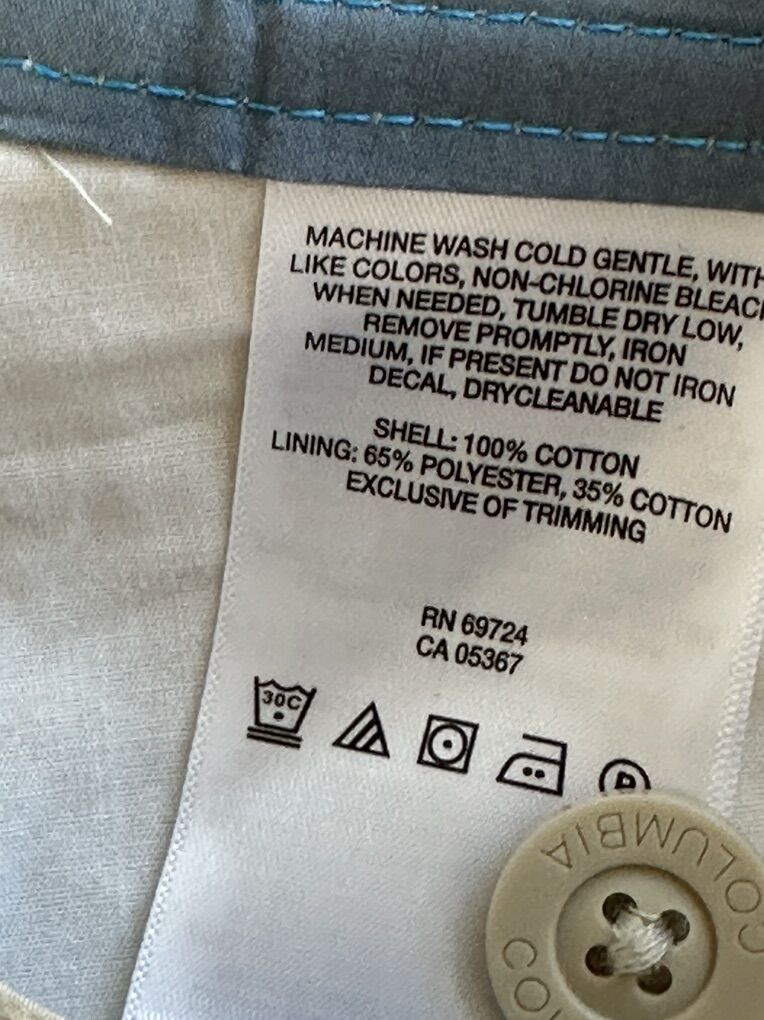 MACHINE WASH COLD GENTLE, WITH
LIKE COLORS, NON-CHLORINE BLEACH
WHEN NEEDED, TUMBLE DRY LOW,
REMOVE PROMPTLY, IRON
MEDIUM, IF PRESENT DO NOT IRON
DECAL, DRYCLEANABLE
SHELL: 100% COTTON
LINING: 65% POLYESTER, 35% COTTON
EXCLUSIVE OF TRIMMING
RN 69724
CA 05367
30C
P
COLUMBIA
COLUMBIA